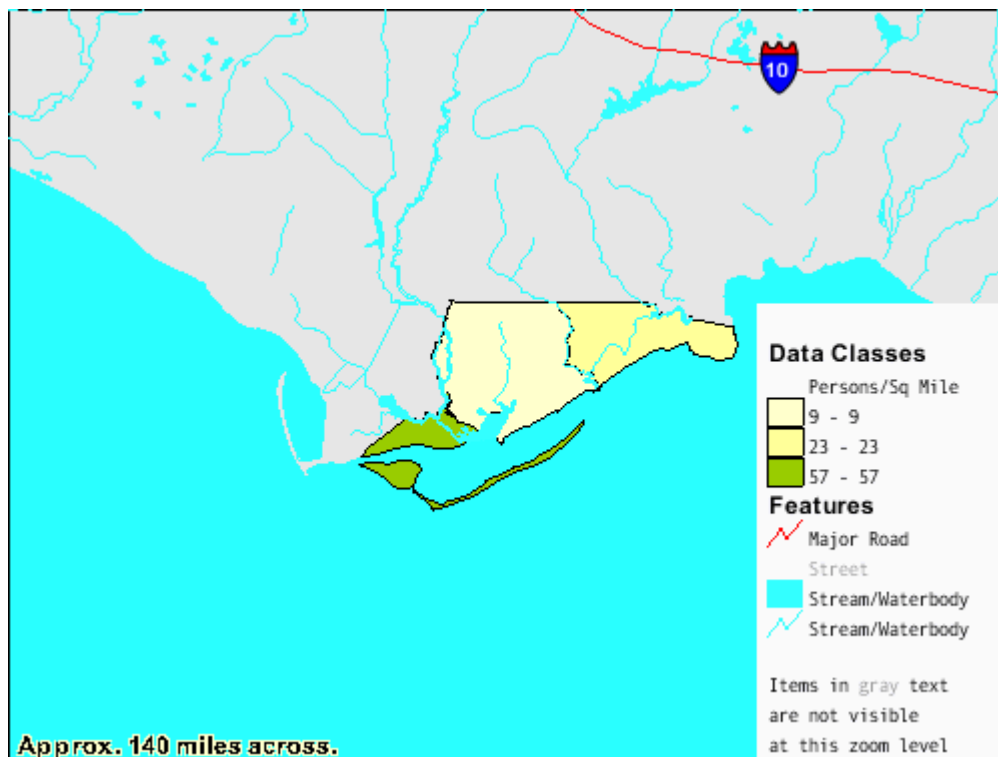 10
Data Classes
Persons/Sq Mile
9 - 9
23 - 23
57 - 57
Features
Major Road
Street
Stream/Waterbody
Stream/Waterbody
Items in gray text
are not visible
at this zoom level
Approx. 140 miles across.